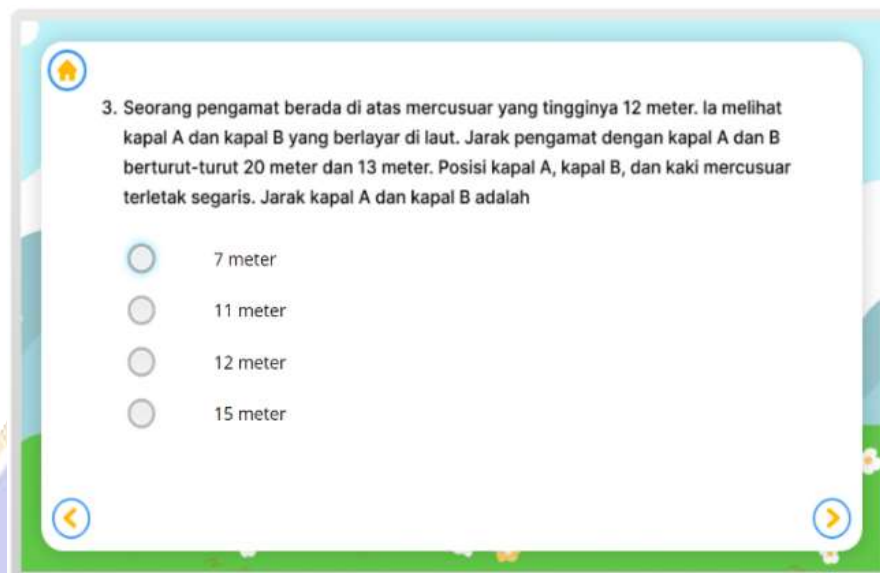 3. Seorang pengamat berada di atas mercusuar yang tingginya 12 meter. Ia melihat
kapal A dan kapal B yang berlayar di laut. Jarak pengamat dengan kapal A dan B
berturut-turut 20 meter dan 13 meter. Posisi kapal A, kapal B, dan kaki mercusuar
terletak segaris. Jarak kapal A dan kapal B adalah
7 meter
11 meter
12 meter
15 meter